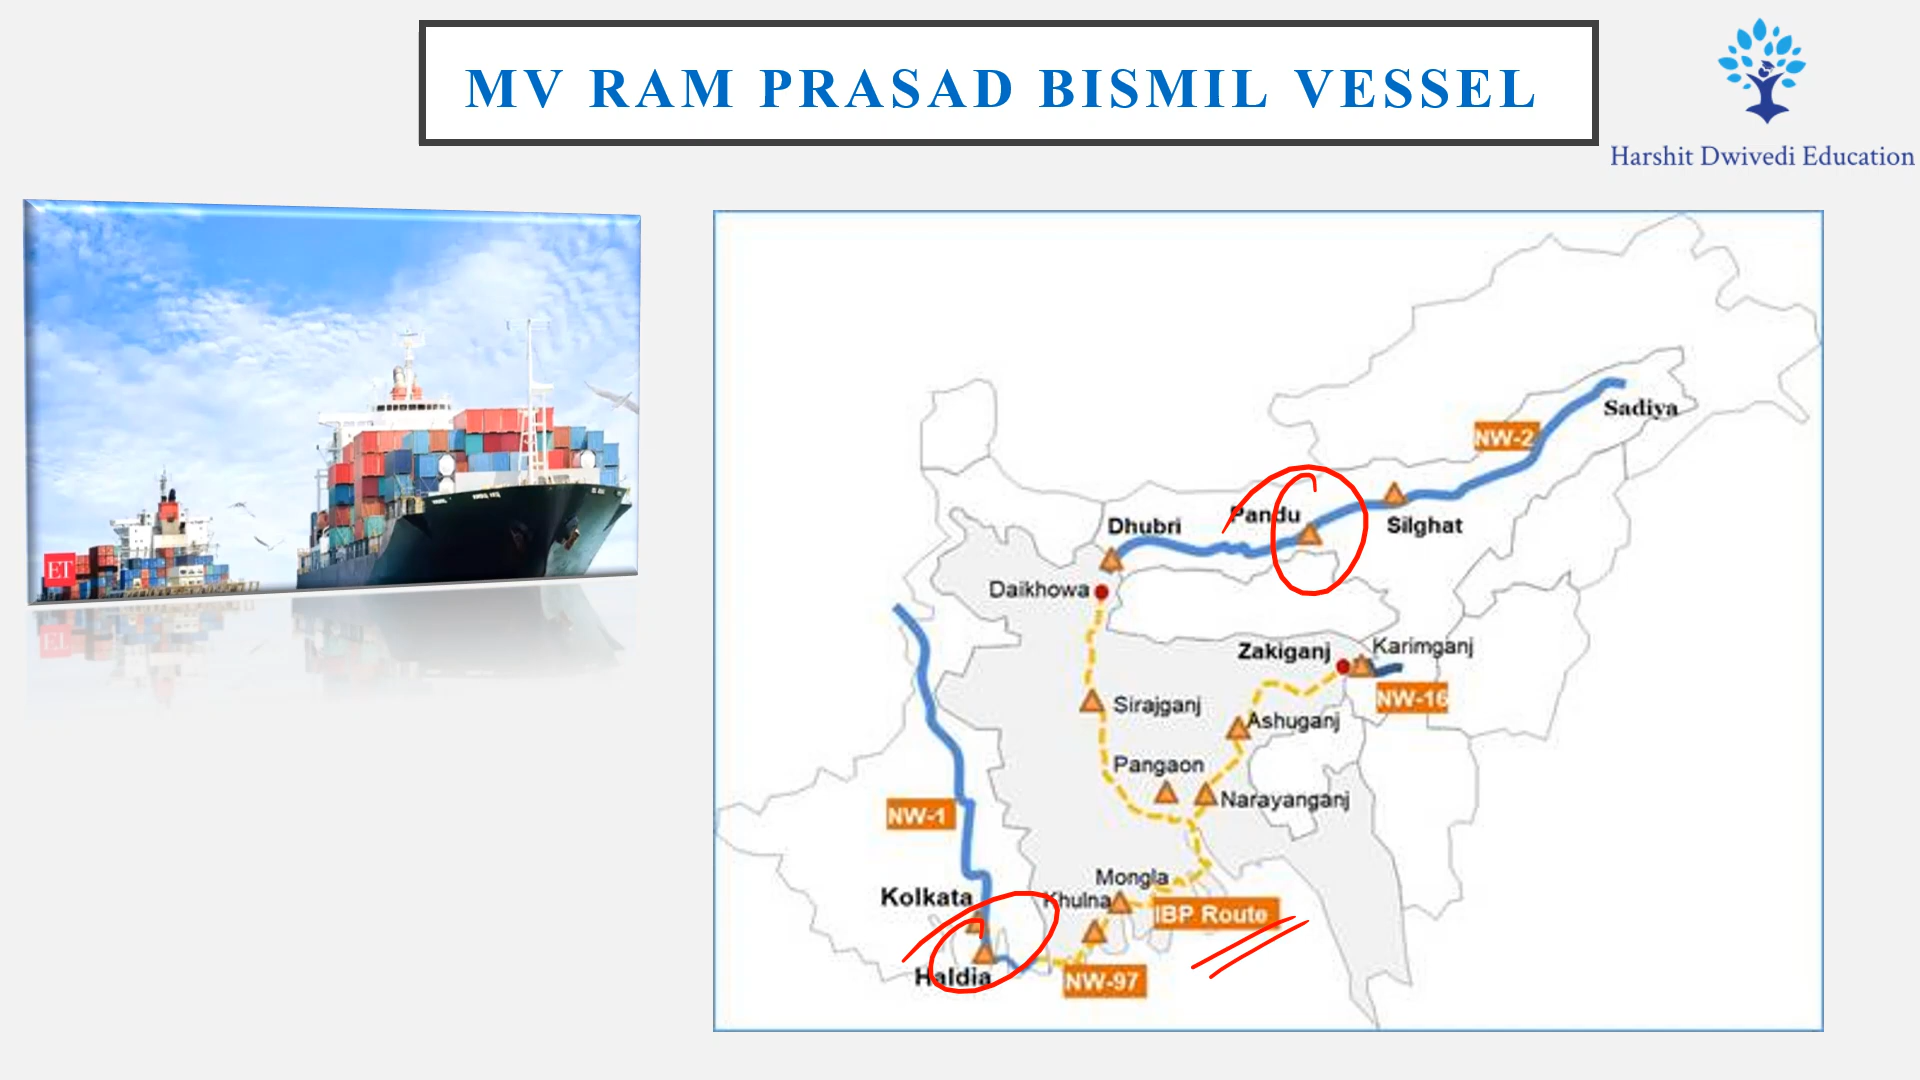 MV RAM PRASAD BISMIL VESSEL
Harshit Dwivedi Education
ET
Sadiya
NW-2
Pandu
Dhubri
Silghat
Daikhowa
Zakiganj
Karimganj
NW-16
Sirajganj
Ashuganj
Pangaon
Narayanganj
NW-1
Mongla
Kolkata
Khulna
IBP Route
Haldia
NW-97